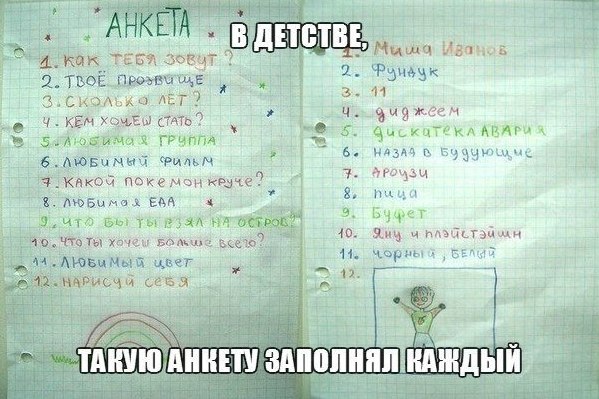 В ДЕТСТВЕ,
АНКЕТА
1. КАК ТЕБЯ ЗОВУТ?
2. ТВОЁ ПРОЗВИЩЕ
3. СКОЛЬКО ЛЕТ?
4. КЕМ ХОЧЕШ СТАТЬ?
5. ЛЮБИМАЯ ГРУППА
6. ЛЮБИМЫЙ ФИЛЬМ
7. КАКОЙ ПОКЕМОН КРУЧЕ?
8. ЛЮБИМАЯ ЕДА
9. ЧТО БЫ ТЫ ВЗЯЛ НА ОСТРОВ?
10. ЧТО ТЫ ХОЧЕШ БОЛЬШЕ ВСЕГО?
11. ЛЮБИМЫЙ ЦВЕТ
12. НАРИСУЙ СЕБЯ
1. Миша Иванов
2. Фундук
3. 11
4. диджеем
5. дискатекл АВАРИЯ
6. НАЗАД В БУДУЮЩИЕ
7. АРОУЗИ
8. пица
9. Буфет
10. Яну и плэйстэйшн
11. чорный, БЕЛЫЙ
12.
ТАКУЮ АНКЕТУ ЗАПОЛНЯЛ КАЖДЫЙ